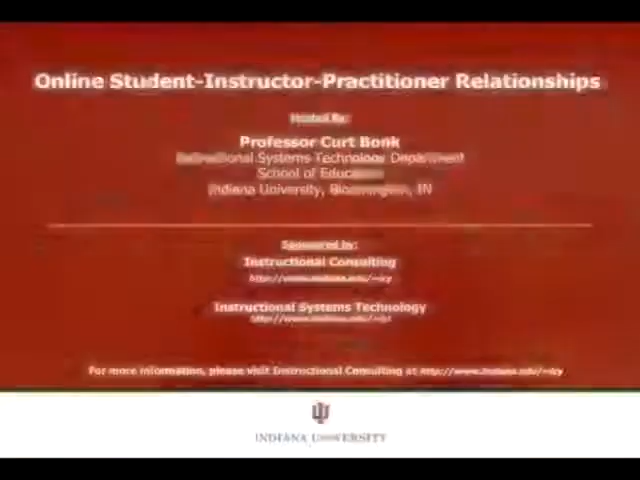 Online Student-Instructor-Practitioner Relationships
Hosted By:
Professor Curt Bonk
Instructional Systems Technology Department
School of Education
Indiana University, Bloomington, IN
Sponsored by:
Instructional Consulting
Instructional Systems Technology
For more information, please visit Instructional Consulting at
INDIANA UNIVERSITY